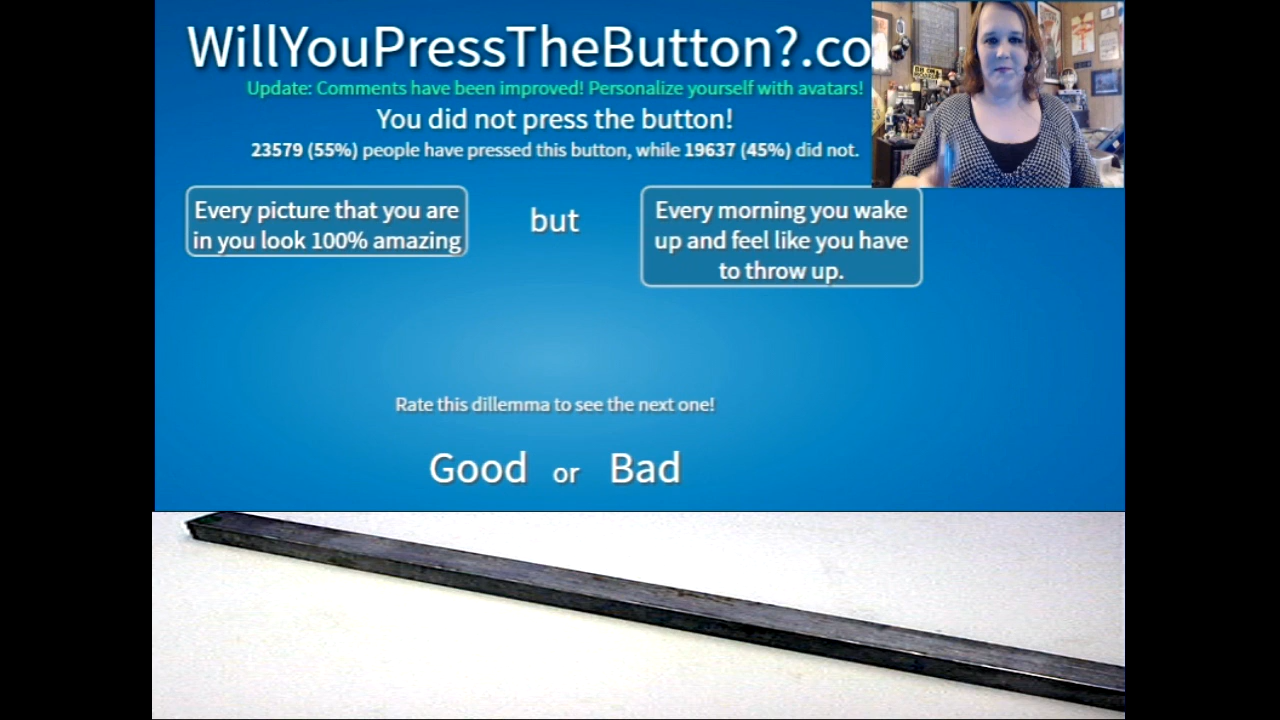 WillYouPressTheButton?.co
Update: Comments have been improved! Personalize yourself with avatars!
You did not press the button!
23579 (55%) people have pressed this button, while 19637 (45%) did not.
Every picture that you are
in you look 100% amazing
but
Every morning you wake
up and feel like you have
to throw up.
Rate this dillemma to see the next one!
Good or Bad